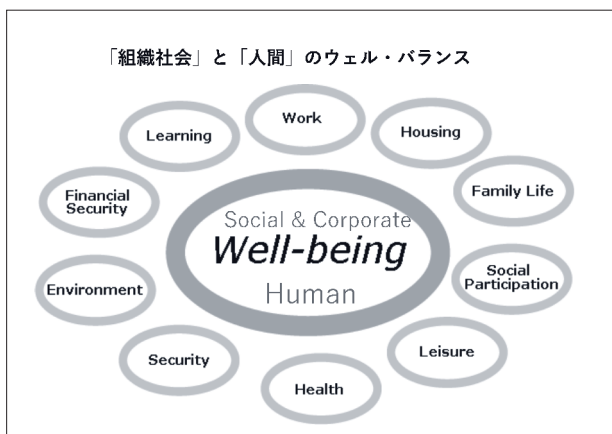 「組織社会」と「人間」のウェル・バランス
Work
Learning
Housing
Financial
Security
Family Life
Social & Corporate
Well-being
Human
Environment
Social
Participation
Security
Leisure
Health